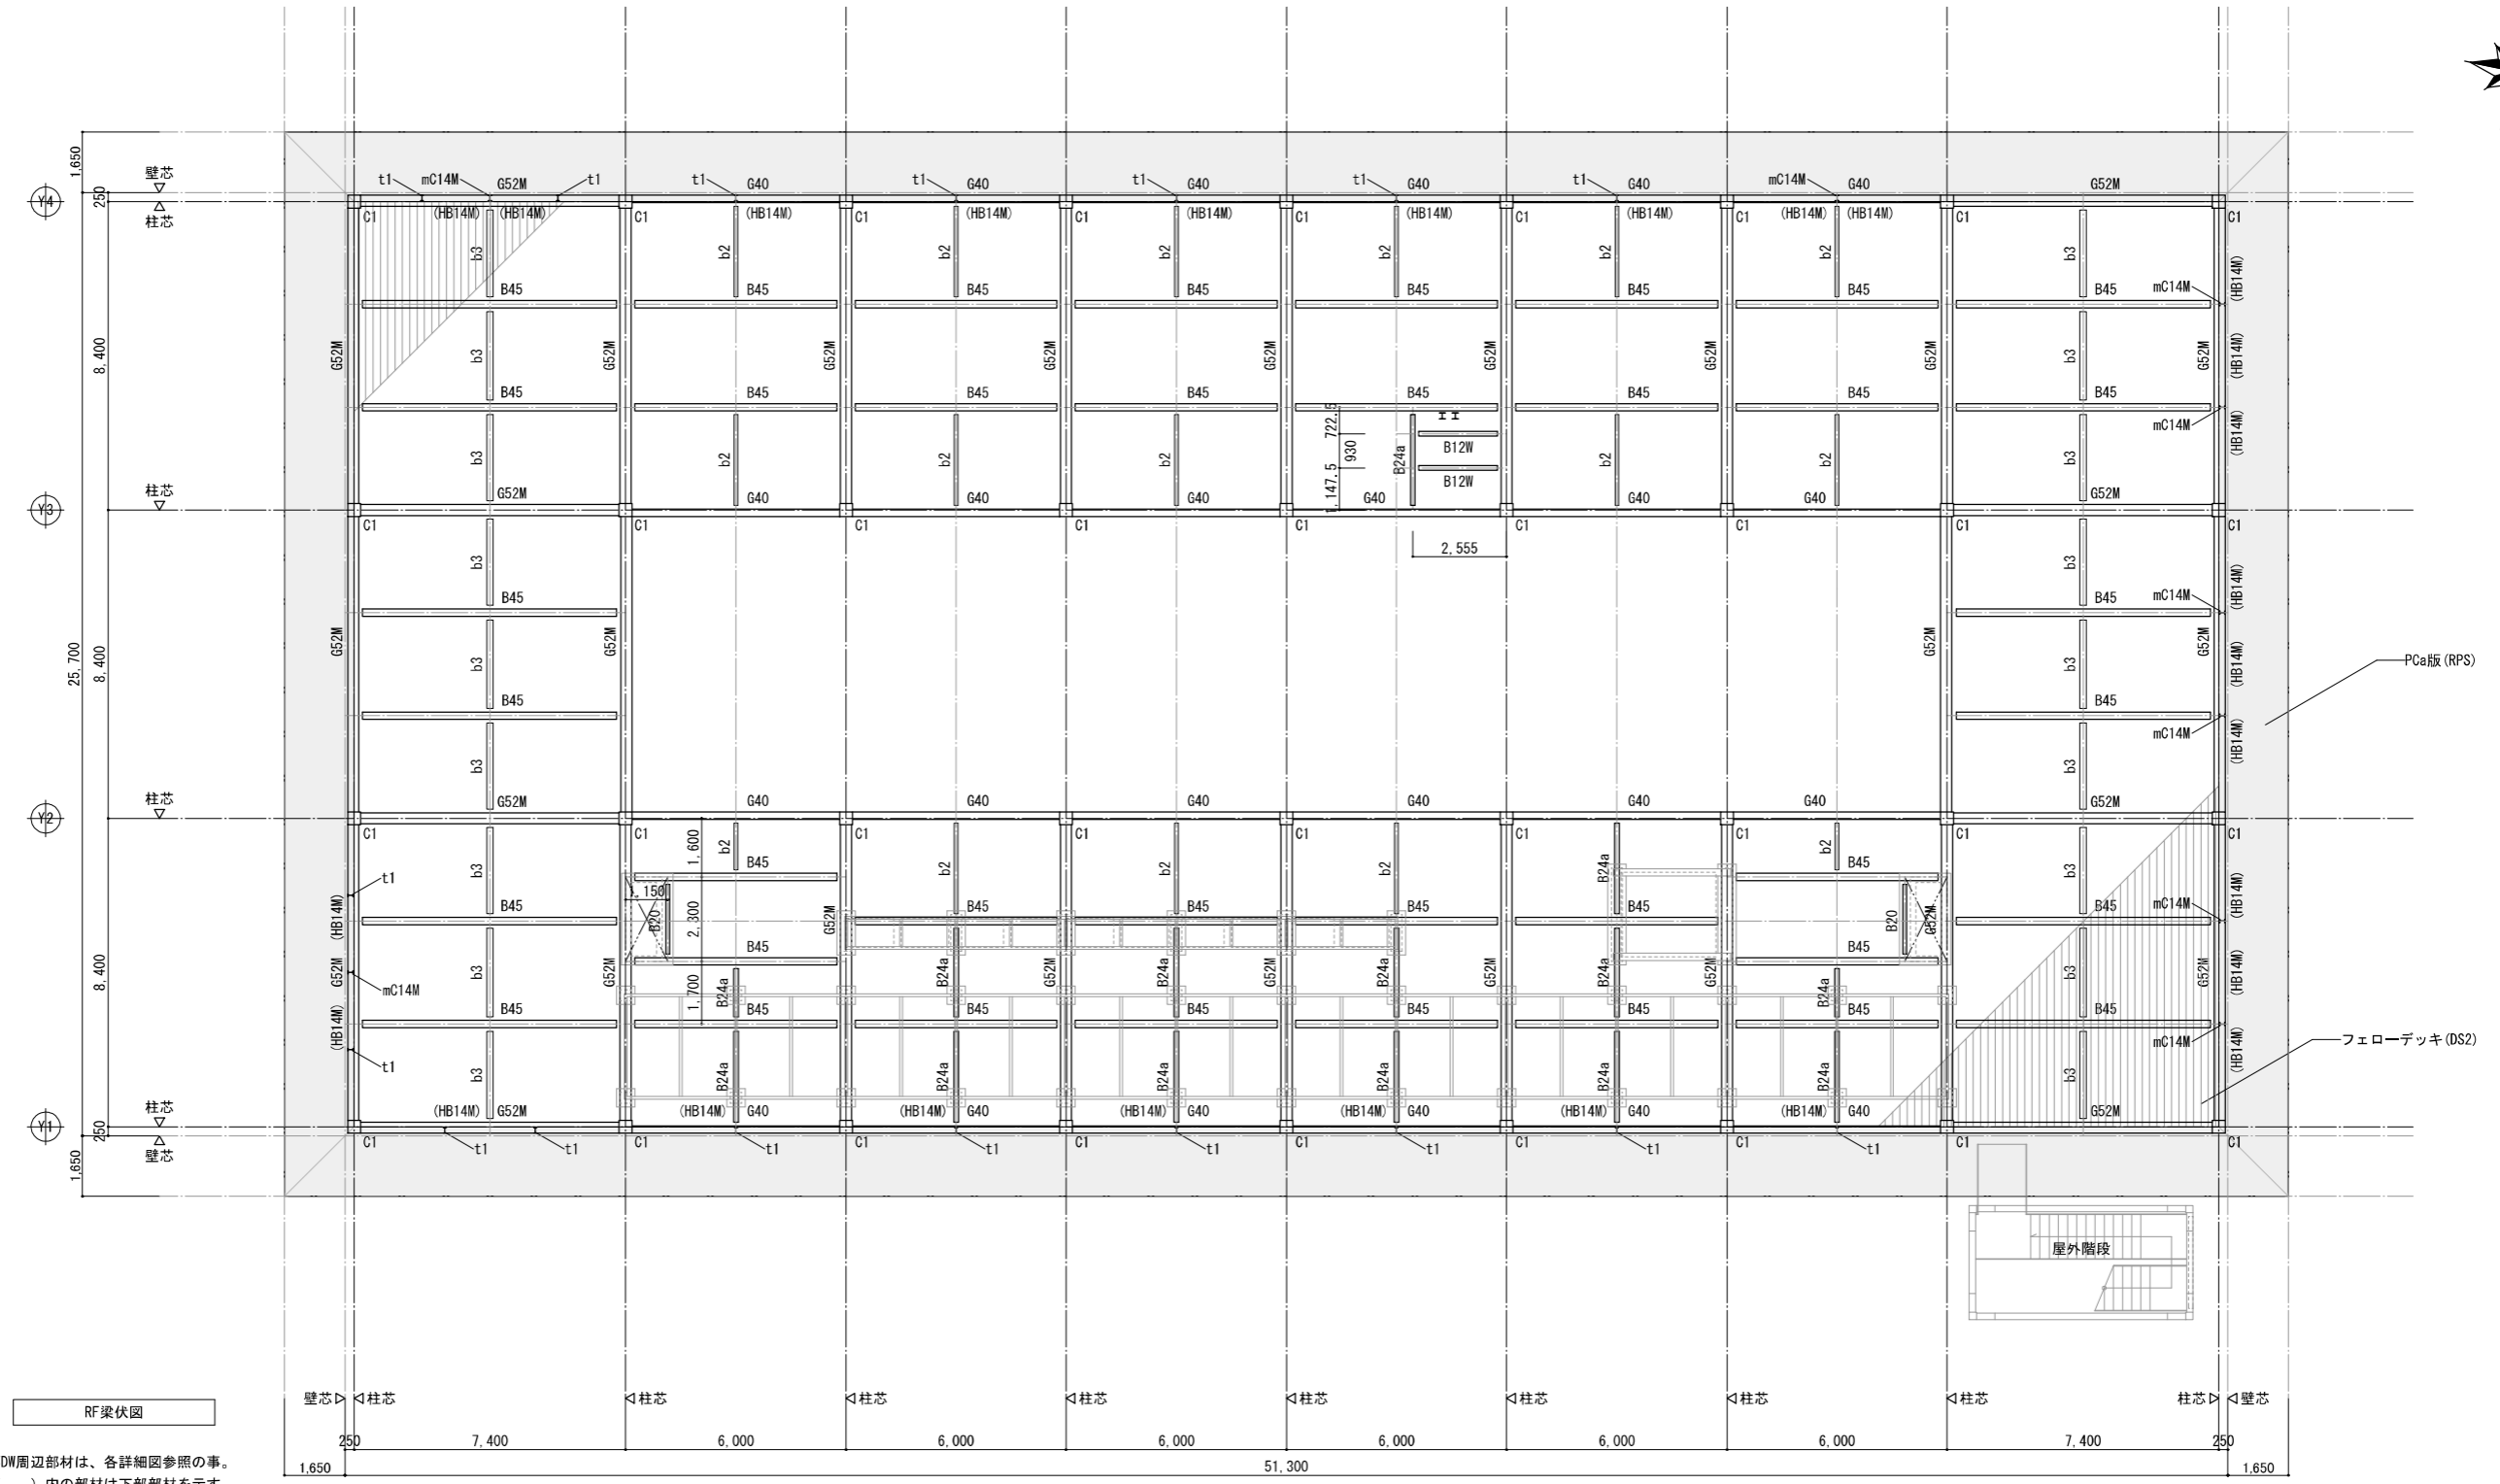 1,650
250
壁芯
柱芯
Y4
t1 mC14M G52M t1 t1 G40 t1 G40 t1 G40 t1 G40 t1 G40 mC14M G40 G52M
C1 (HB14M) (HB14M) C1 (HB14M) C1 (HB14M) C1 (HB14M) C1 (HB14M) C1 (HB14M) C1 (HB14M) (HB14M) C1 C1
b3 b2 b2 b2 b2 b2 b2 b3 (HB14M)
B45 B45 B45 B45 B45 B45 B45 B45 mC14M
8,400
G52M b3 G52M G52M G52M G52M G52M G52M G52M b3 G52M (HB14M)
B45 B45 B45 B45 B45 B45 B45 B45
722.5
mC14M (HB14M)
b3 b2 b2 b2 930 B24a B12W b2 b2 b3
1,147.5 B12W
柱芯
Y3
G52M G40 G40 G40 G40 G40 G40 G52M
C1 C1 C1 C1 C1 C1 C1 C1 C1
2,555
b3 b3 (HB14M)
B45 B45 mC14M
25,700
8,400
G52M b3 G52M G52M b3 G52M (HB14M)
PCa版(RPS)
B45 B45
mC14M (HB14M)
b3 b3
柱芯
Y2
G52M G40 G40 G40 G40 G40 G40 G52M
C1 C1 C1 C1 C1 C1 C1 C1 C1
b3 b2 1,600 b2 b2 b2 B24a b2 b3
B45 B45
t1 150
(HB14M) B45 B20 2,300 G52M B45 B45 B45 B45 B20 G52M B45 mC14M (HB14M)
B45 B45
8,400
G52M mC14M b3 G52M B24a 1,700 B24a G52M B24a G52M B24a G52M B24a G52M B24a b3 G52M (HB14M)
B45 B45 B45 B45 B45 B45 B45 B45
(HB14M) t1 mC14M (HB14M)
フェローデッキ(DS2)
b3 B24a B24a B24a B24a B24a B24a b3
柱芯
Y1
(HB14M) G52M (HB14M) G40 (HB14M) G40 (HB14M) G40 (HB14M) G40 (HB14M) G40 (HB14M) G40 G52M
250
C1 t1 t1 C1 t1 C1 t1 C1 t1 C1 t1 C1 t1 C1 t1 C1 C1
壁芯
1,650
屋外階段
壁芯 柱芯 柱芯 柱芯 柱芯 柱芯 柱芯 柱芯 柱芯 柱芯 壁芯
RF梁伏図
250 7,400 6,000 6,000 6,000 6,000 6,000 6,000 7,400 250
DW周辺部材は、各詳細図参照の事。
1,650 51,300 1,650